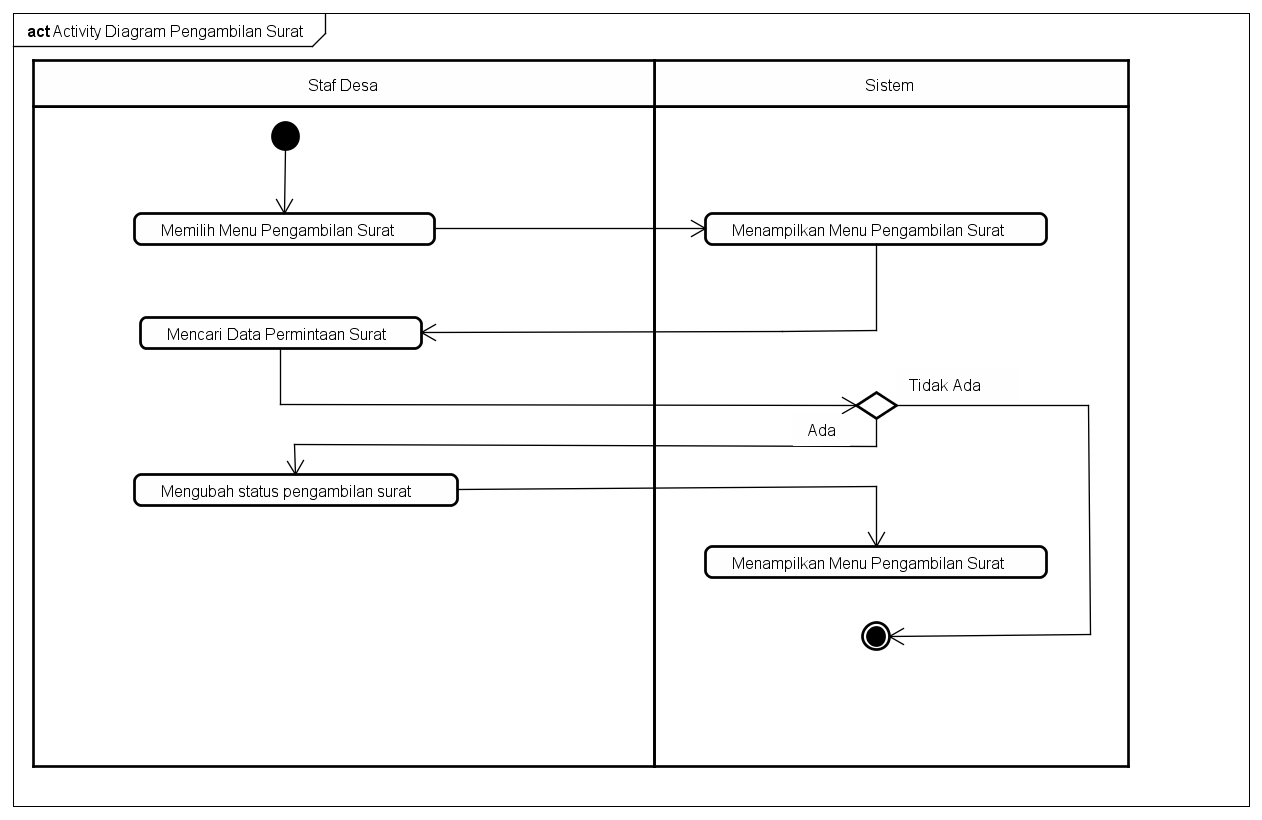 act Activity Diagram Pengambilan Surat
Staf Desa
Sistem
Memilih Menu Pengambilan Surat
Menampilkan Menu Pengambilan Surat
Mencari Data Permintaan Surat
Tidak Ada
Ada
Mengubah status pengambilan surat
Menampilkan Menu Pengambilan Surat